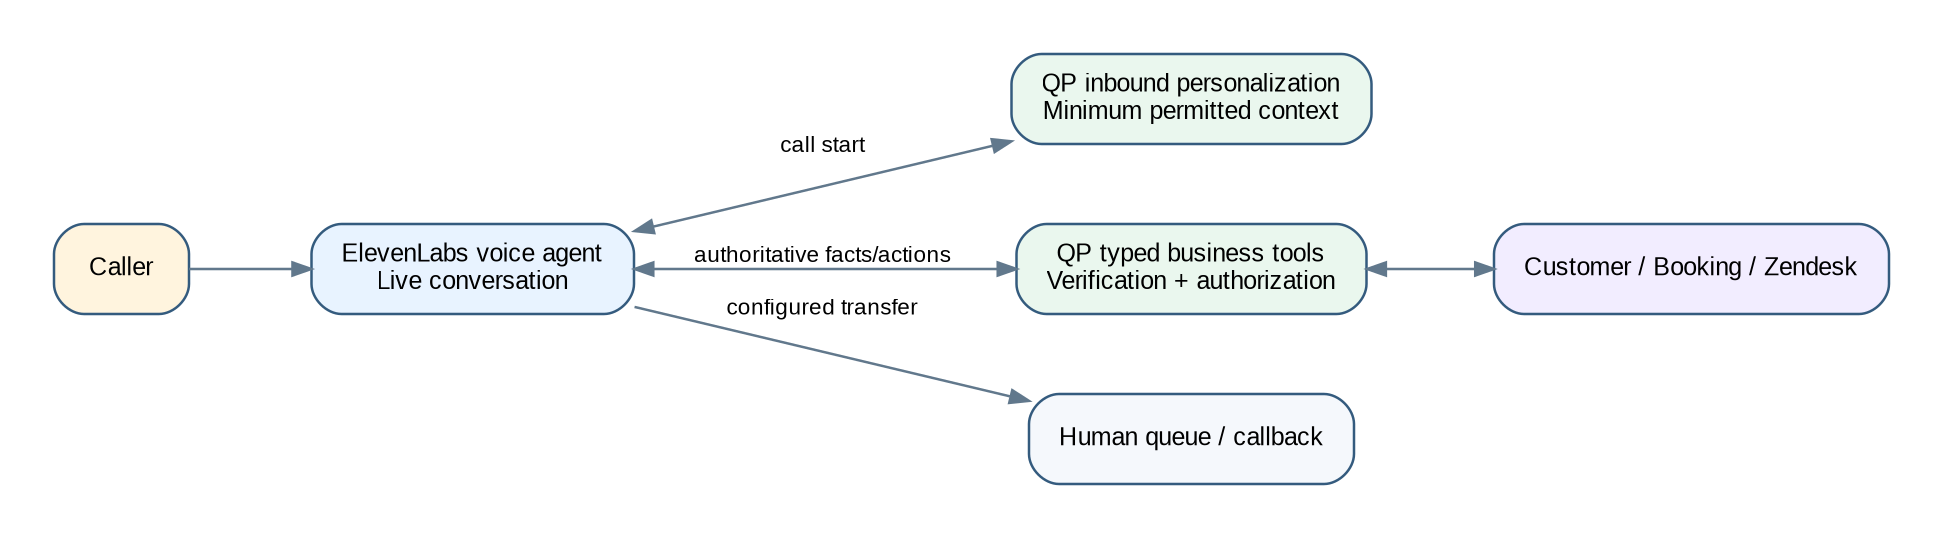 QP inbound personalization
Minimum permitted context
call start
Caller
ElevenLabs voice agent
Live conversation
authoritative facts/actions
QP typed business tools
Verification + authorization
Customer / Booking / Zendesk
configured transfer
Human queue / callback